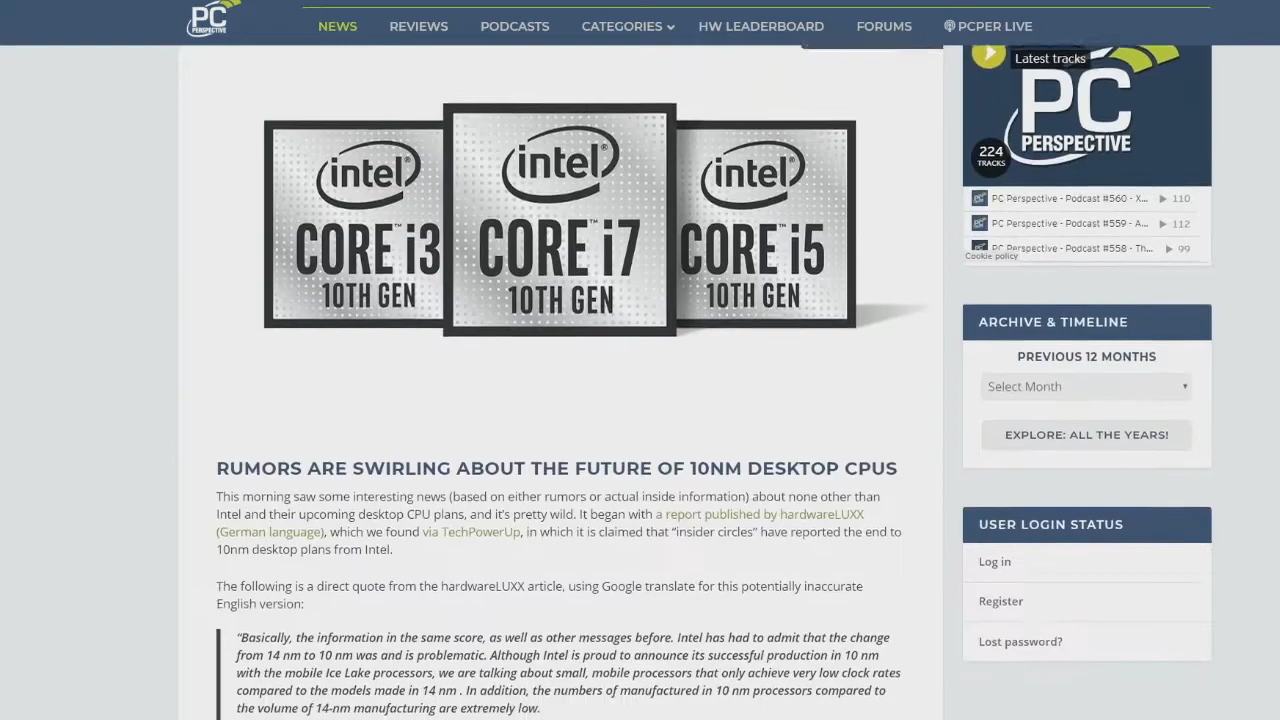 PC
PERSPECTIVE
NEWS
REVIEWS
PODCASTS
CATEGORIES
HW LEADERBOARD
FORUMS
PCPER LIVE
intel®
CORE™ i3
10TH GEN
intel®
CORE™ i7
10TH GEN
intel®
CORE™ i5
10TH GEN
RUMORS ARE SWIRLING ABOUT THE FUTURE OF 10NM DESKTOP CPUS
This morning saw some interesting news (based on either rumors or actual inside information) about none other than
Intel and their upcoming desktop CPU plans, and it's pretty wild. It began with a report published by hardwareLUXX
(German language), which we found via TechPowerUp, in which it is claimed that “insider circles” have reported the end to
10nm desktop plans from Intel.
The following is a direct quote from the hardwareLUXX article, using Google translate for this potentially inaccurate
English version:
“Basically, the information in the same score, as well as other messages before. Intel has had to admit that the change
from 14 nm to 10 nm was and is problematic. Although Intel is proud to announce its successful production in 10 nm
with the mobile Ice Lake processors, we are talking about small, mobile processors that only achieve very low clock rates
compared to the models made in 14 nm . In addition, the numbers of manufactured in 10 nm processors compared to
the volume of 14-nm manufacturing are extremely low.
Latest tracks
PC
PERSPECTIVE
224
TRACKS
PC Perspective - Podcast #560 - X... 110
PC Perspective - Podcast #559 - A... 112
PC Perspective - Podcast #558 - Th... 99
Cookie policy
ARCHIVE & TIMELINE
PREVIOUS 12 MONTHS
Select Month
EXPLORE: ALL THE YEARS!
USER LOGIN STATUS
Log in
Register
Lost password?